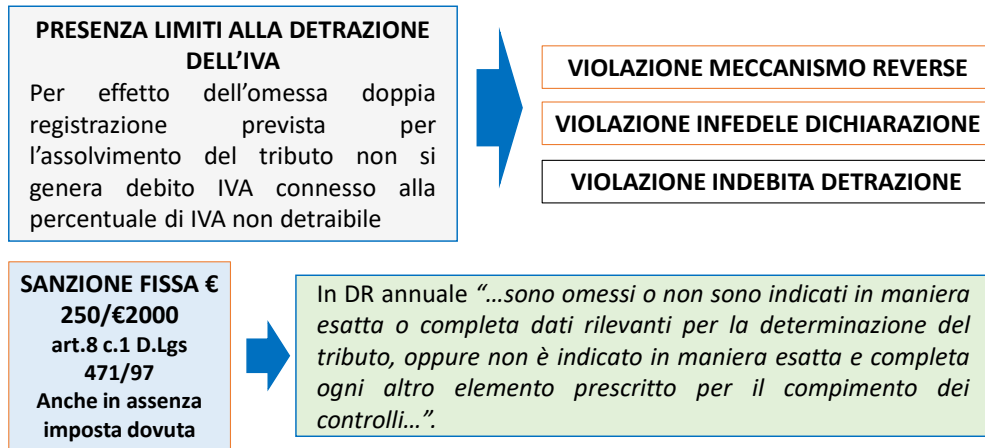 PRESENZA LIMITI ALLA DETRAZIONE
DELL’IVA
Per effetto dell’omessa doppia
registrazione prevista per
l’assolvimento del tributo non si
genera debito IVA connesso alla
percentuale di IVA non detraibile
VIOLAZIONE MECCANISMO REVERSE
VIOLAZIONE INFEDELE DICHIARAZIONE
VIOLAZIONE INDEBITA DETRAZIONE
SANZIONE FISSA €
250/€2000
art.8 c.1 D.Lgs
471/97
Anche in assenza
imposta dovuta
In DR annuale “…sono omessi o non sono indicati in maniera
esatta o completa dati rilevanti per la determinazione del
tributo, oppure non è indicato in maniera esatta e completa
ogni altro elemento prescritto per il compimento dei
controlli…”.